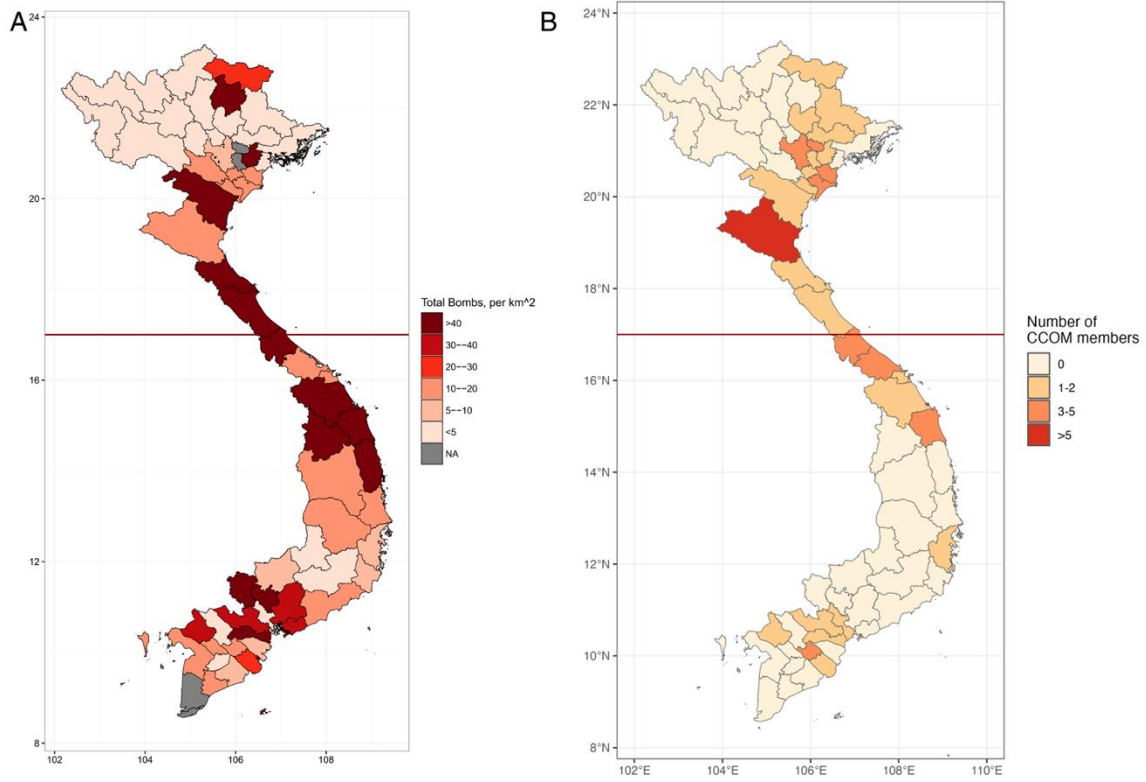 A
24
20
16
12
8
102
104
106
108
Total Bombs, per km^2
>40
30--40
20--30
10--20
5--10
<5
NA
B
24°N
22°N
20°N
18°N
16°N
14°N
12°N
10°N
8°N
102°E
104°E
106°E
108°E
110°E
Number of
CCOM members
0
1-2
3-5
>5